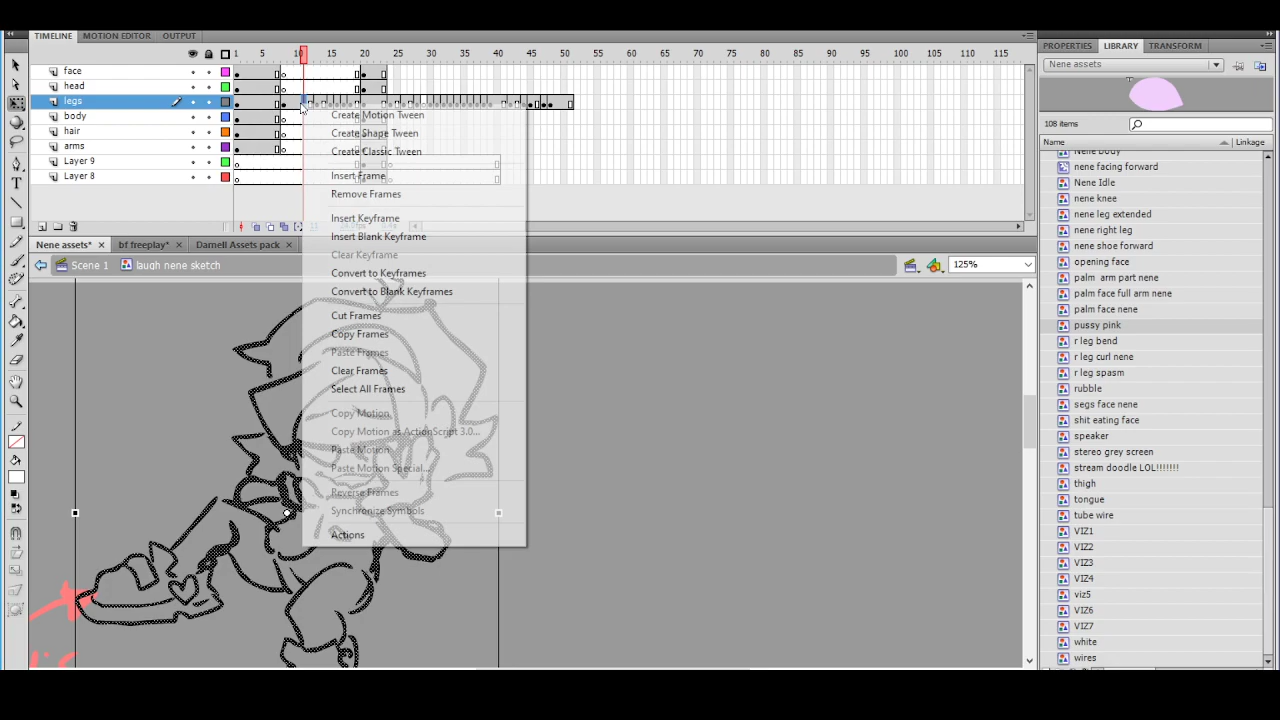 TIMELINE MOTION EDITOR OUTPUT
1 5 10 15 20 25 30 35 40 45 50 55 60 65 70 75 80 85 90 95 100 105 110 115
face
head
legs
body
hair
arms
Layer 9
Layer 8
Create Motion Tween
Create Shape Tween
Create Classic Tween
Insert Frame
Remove Frames
Insert Keyframe
Insert Blank Keyframe
Clear Keyframe
Convert to Keyframes
Convert to Blank Keyframes
Cut Frames
Copy Frames
Paste Frames
Clear Frames
Select All Frames
Copy Motion
Copy Motion as ActionScript 3.0...
Paste Motion
Paste Motion Special...
Reverse Frames
Synchronize Symbols
Actions
Nene assets* × bf freeplay* × Darnell Assets pack ×
Scene 1 laugh nene sketch
125%
PROPERTIES LIBRARY TRANSFORM
Nene assets
108 items
Name Linkage
Nene Body
nene facing forward
Nene Idle
nene knee
nene leg extended
nene right leg
nene shoe forward
opening face
palm arm part nene
palm face full arm nene
palm face nene
pussy pink
r leg bend
r leg curl nene
r leg spasm
rubble
segs face nene
shit eating face
speaker
stereo grey screen
stream doodle LOL!!!!!!!
thigh
tongue
tube wire
VIZ1
VIZ2
VIZ3
VIZ4
viz5
VIZ6
VIZ7
white
wires